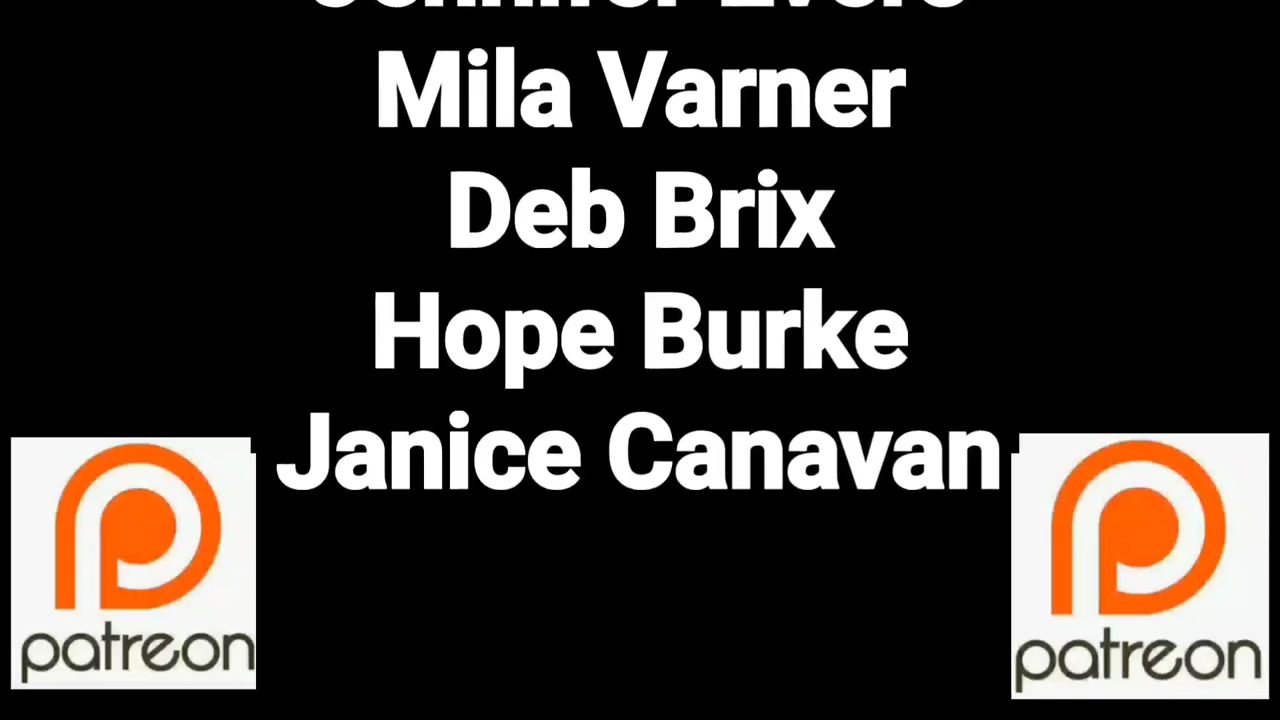 Mila Varner
Deb Brix
Hope Burke
Janice Canavan
patreon
patreon